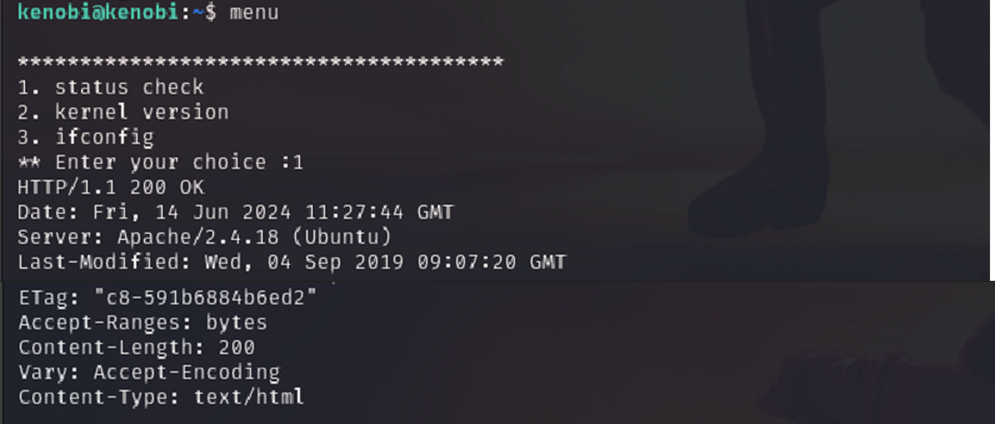 kenobi@kenobi:~$ menu
***************************************
1. status check
2. kernel version
3. ifconfig
** Enter your choice :1
HTTP/1.1 200 OK
Date: Fri, 14 Jun 2024 11:27:44 GMT
Server: Apache/2.4.18 (Ubuntu)
Last-Modified: Wed, 04 Sep 2019 09:07:20 GMT
ETag: "c8-591b6884b6ed2"
Accept-Ranges: bytes
Content-Length: 200
Vary: Accept-Encoding
Content-Type: text/html